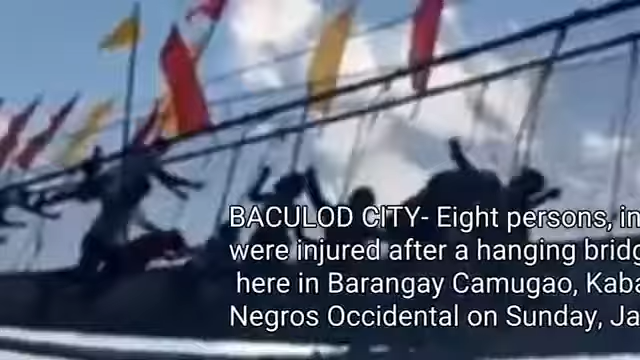 BACULOD CITY- Eight persons, in
were injured after a hanging bridg
here in Barangay Camugao, Kaba
Negros Occidental on Sunday, Ja